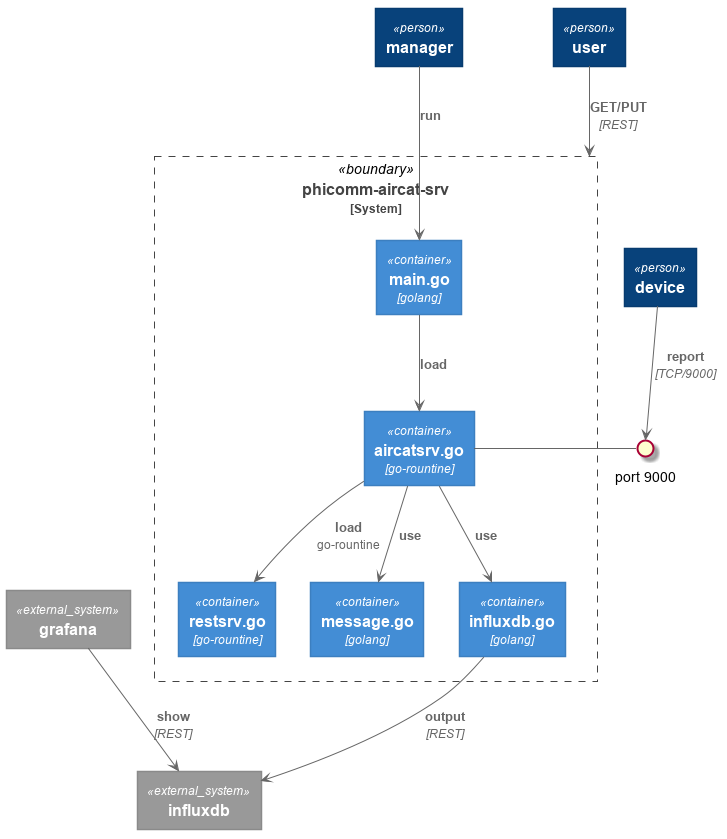 «person»
manager
«person»
user
run
GET/PUT
[REST]
«boundary»
phicomm-aircat-srv
[System]
«container»
main.go
[golang]
«person»
device
load
report
[TCP/9000]
«container»
aircatsrv.go
[go-rountine]
port 9000
load
go-rountine
use
use
«container»
restsrv.go
[go-rountine]
«container»
message.go
[golang]
«container»
influxdb.go
[golang]
«external_system»
grafana
show
[REST]
output
[REST]
«external_system»
influxdb